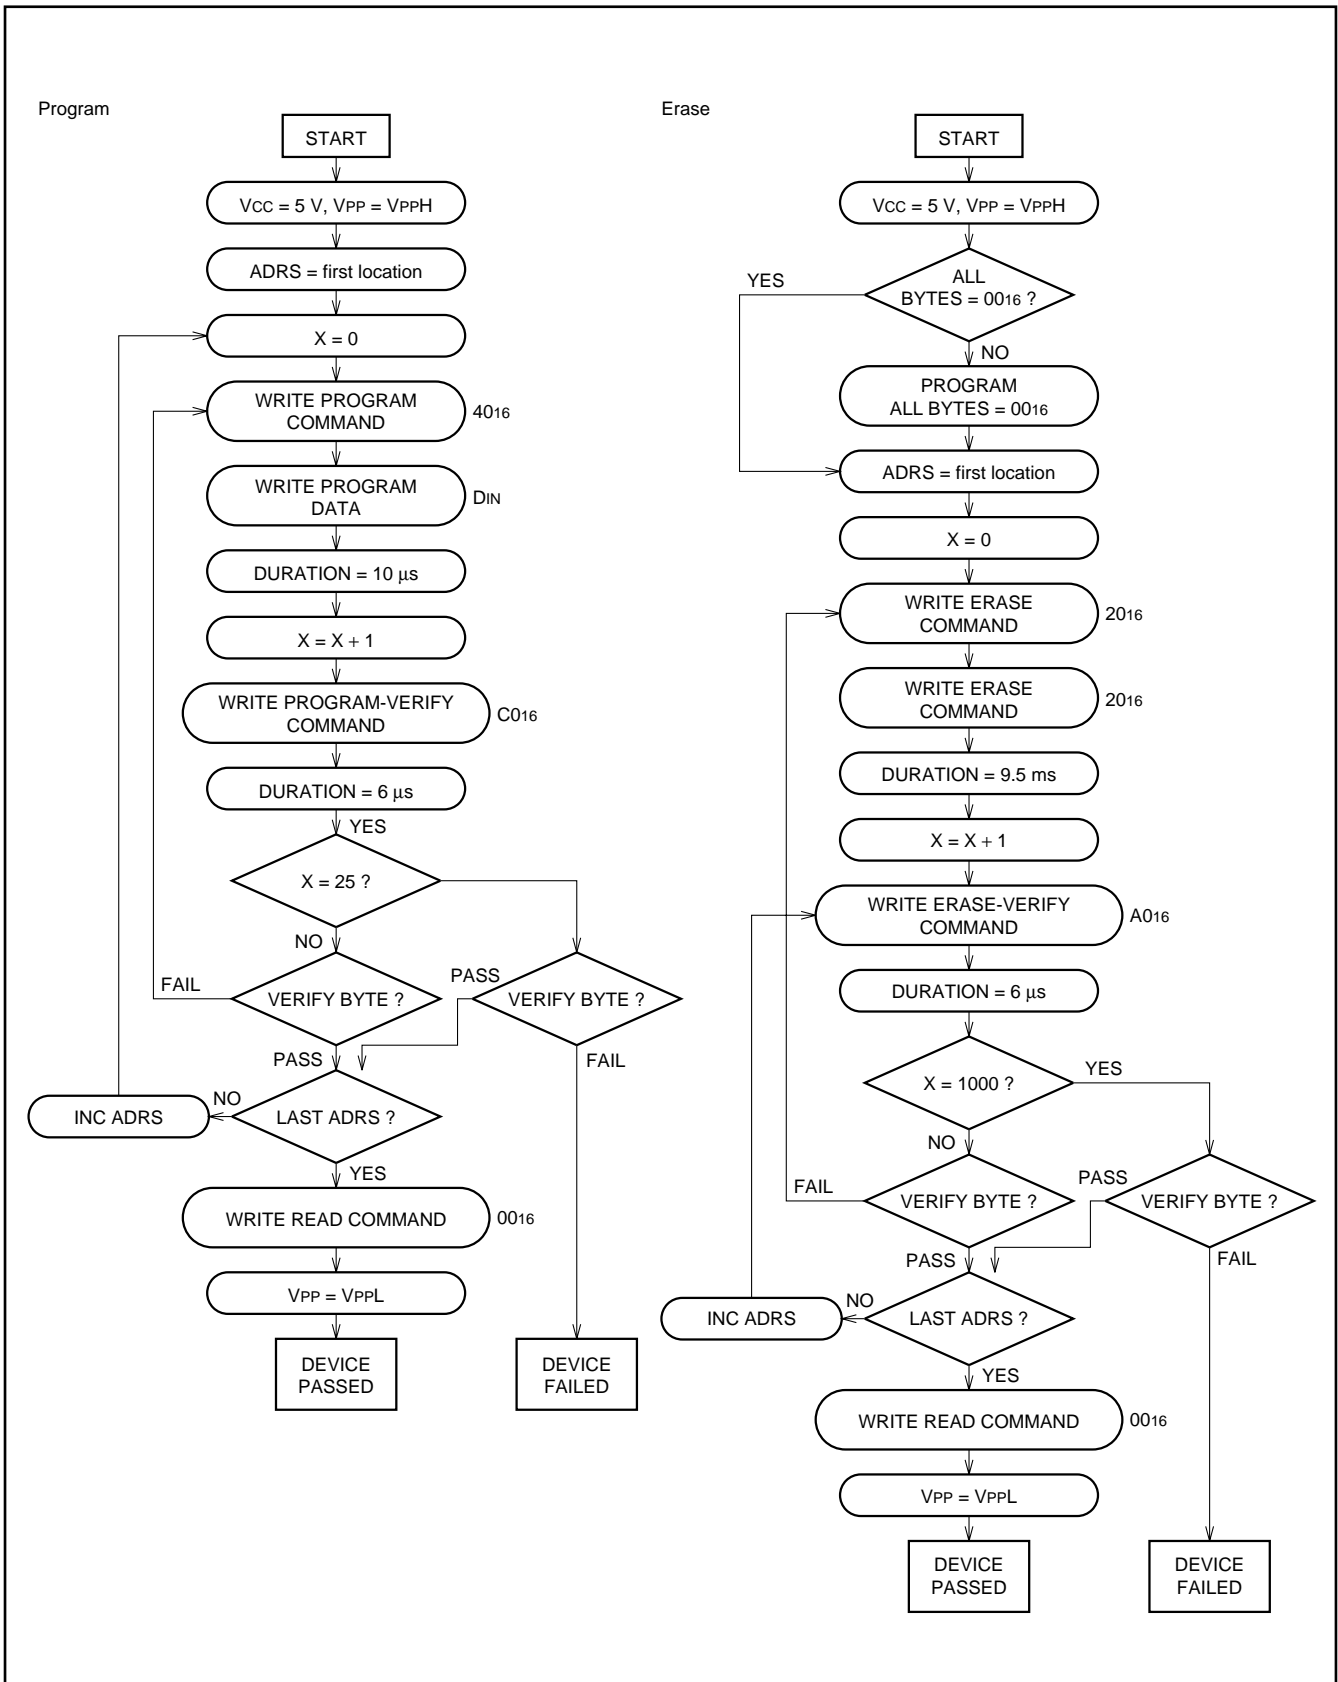 Program
START
VCC = 5 V, VPP = VPPH
ADRS = first location
X = 0
WRITE PROGRAM
COMMAND
4016
WRITE PROGRAM
DATA
DIN
DURATION = 10 µs
X = X + 1
WRITE PROGRAM-VERIFY
COMMAND
C016
DURATION = 6 µs
YES
X = 25 ?
NO
FAIL
VERIFY BYTE ?
PASS
VERIFY BYTE ?
PASS
FAIL
NO
INC ADRS
LAST ADRS ?
YES
WRITE READ COMMAND
0016
VPP = VPPL
DEVICE
PASSED
DEVICE
FAILED
Erase
START
VCC = 5 V, VPP = VPPH
YES
ALL
BYTES = 0016 ?
NO
PROGRAM
ALL BYTES = 0016
ADRS = first location
X = 0
WRITE ERASE
COMMAND
2016
WRITE ERASE
COMMAND
2016
DURATION = 9.5 ms
X = X + 1
WRITE ERASE-VERIFY
COMMAND
A016
DURATION = 6 µs
X = 1000 ?
YES
NO
FAIL
VERIFY BYTE ?
PASS
VERIFY BYTE ?
PASS
FAIL
NO
INC ADRS
LAST ADRS ?
YES
WRITE READ COMMAND
0016
VPP = VPPL
DEVICE
PASSED
DEVICE
FAILED